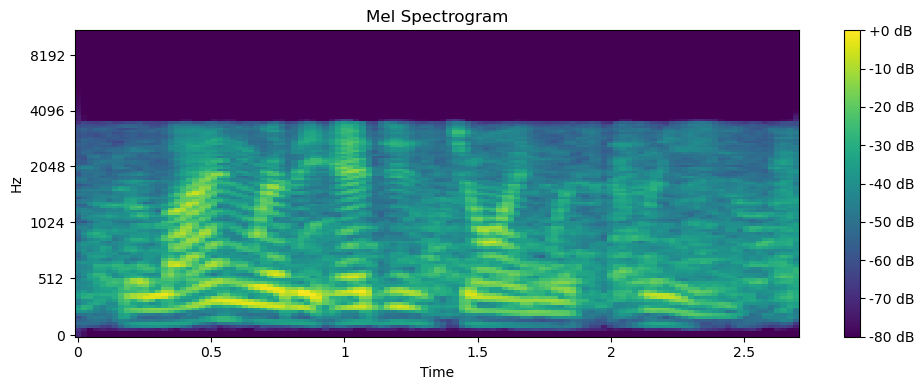 Mel Spectrogram
Hz
8192
4096
2048
1024
512
0
0
0.5
1
1.5
2
2.5
Time
+0 dB
-10 dB
-20 dB
-30 dB
-40 dB
-50 dB
-60 dB
-70 dB
-80 dB